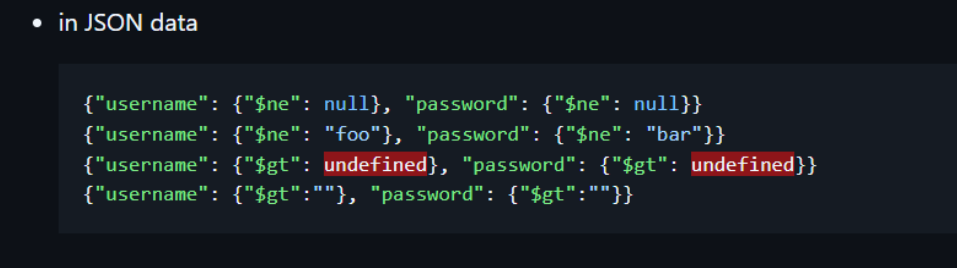 • in JSON data
{"username": {"$ne": null}, "password": {"$ne": null}}
{"username": {"$ne": "foo"}, "password": {"$ne": "bar"}}
{"username": {"$gt": undefined}, "password": {"$gt": undefined}}
{"username": {"$gt":""}, "password": {"$gt":""}}